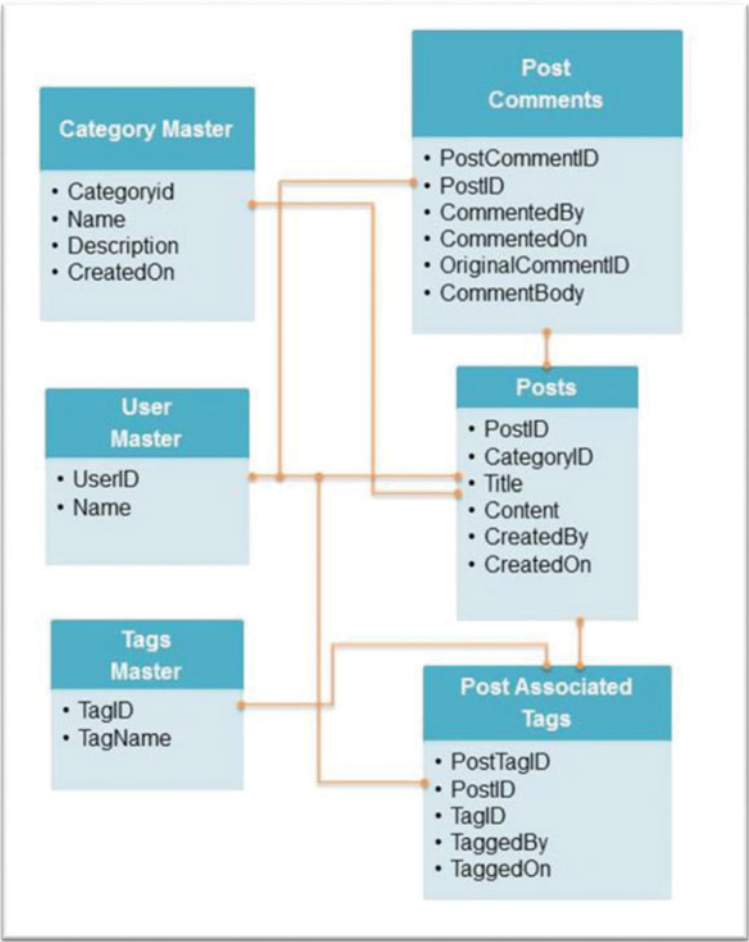 Category Master
• Categoryid
• Name
• Description
• CreatedOn
Post
Comments
• PostCommentID
• PostID
• CommentedBy
• CommentedOn
• OriginalCommentID
• CommentBody
User
Master
• UserID
• Name
Posts
• PostID
• CategoryID
• Title
• Content
• CreatedBy
• CreatedOn
Tags
Master
• TagID
• TagName
Post Associated
Tags
• PostTagID
• PostID
• TagID
• TaggedBy
• TaggedOn